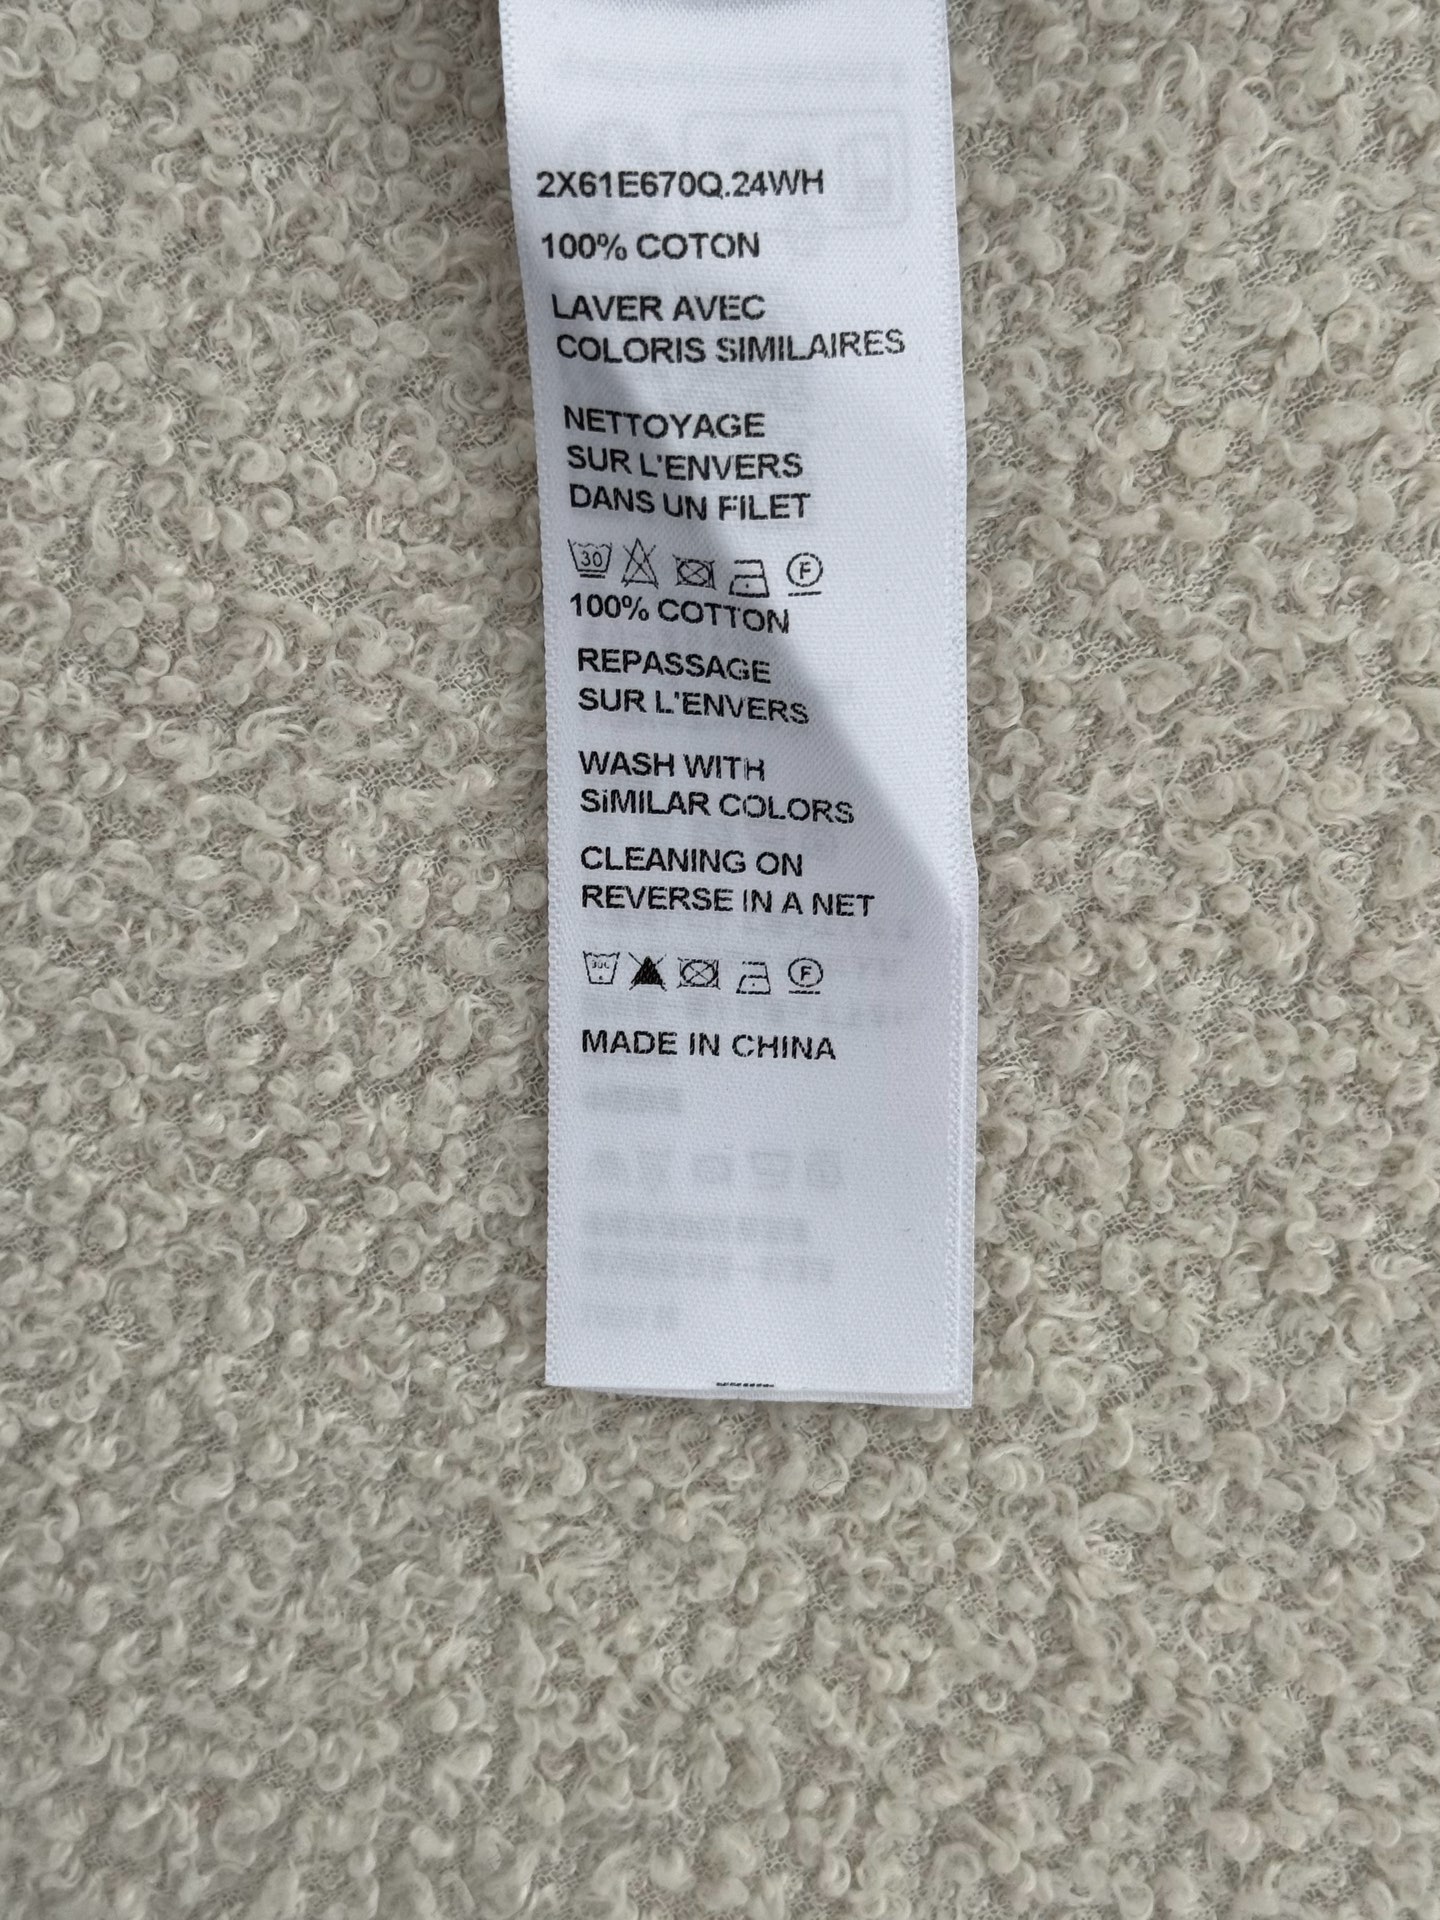 2X61E670Q.24WH
100% COTON
LAVER AVEC
COLORIS SIMILAIRES
NETTOYAGE
SUR L'ENVERS
DANS UN FILET
30 F
100% COTTON
REPASSAGE
SUR L'ENVERS
WASH WITH
SIMILAR COLORS
CLEANING ON
REVERSE IN A NET
F
MADE IN CHINA